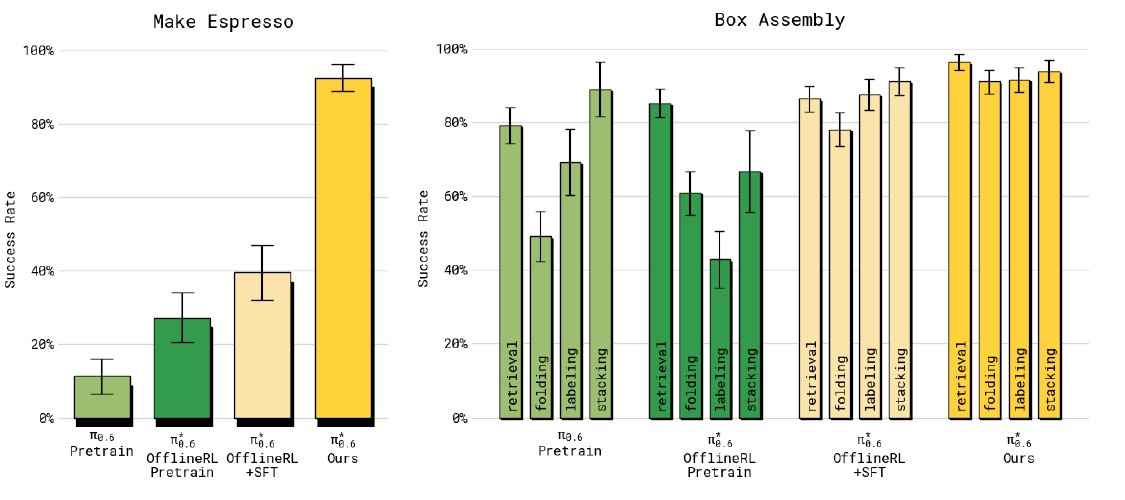 Make Espresso
Success Rate
100%
80%
60%
40%
20%
0%
π0.6
Pretrain
π*0.6
OfflineRL
Pretrain
π*0.6
OfflineRL
+SFT
π*0.6
Ours
Box Assembly
Success Rate
100%
80%
60%
40%
20%
0%
retrieval
folding
labeling
stacking
retrieval
folding
labeling
stacking
retrieval
folding
labeling
stacking
retrieval
folding
labeling
stacking
π0.6
Pretrain
π*0.6
OfflineRL
Pretrain
π*0.6
OfflineRL
+SFT
π*0.6
Ours